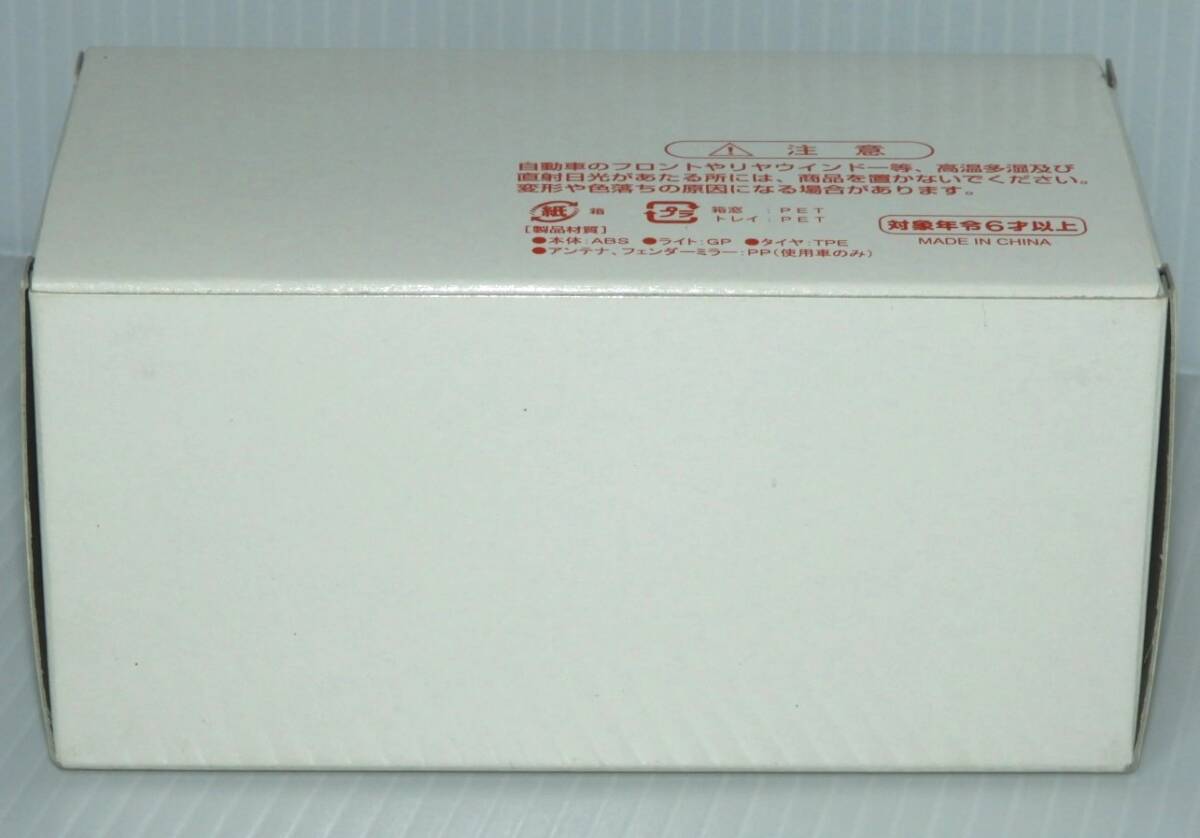 注意
自動車のフロントやリヤウインドー等、高温多湿及び
直射日光があたる所には、商品を置かないでください。
変形や色落ちの原因になる場合があります。
紙 箱 プラ 箱窓 : PET
トレイ : PET
対象年令6才以上
MADE IN CHINA
[製品材質]
●本体:ABS ●ライト:GP ●タイヤ:TPE
●アンテナ、フェンダーミラー:PP(使用車のみ)